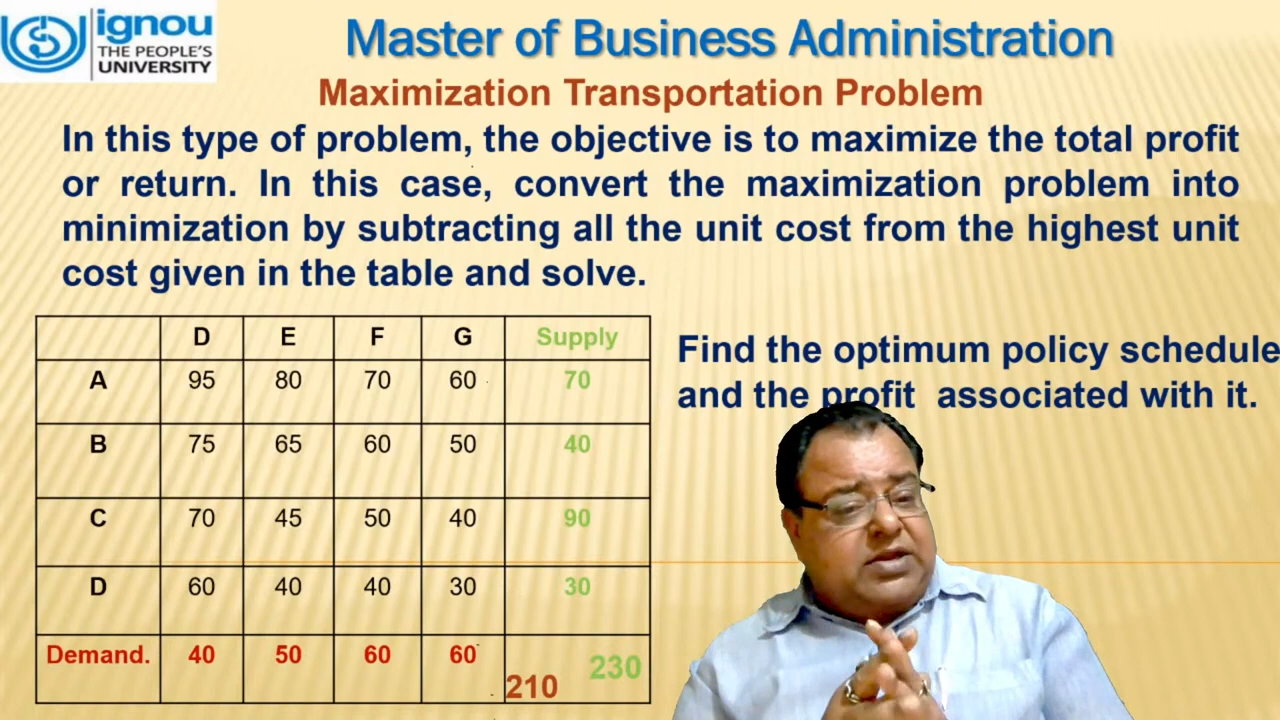 ignou
THE PEOPLE'S
UNIVERSITY
Master of Business Administration
Maximization Transportation Problem
In this type of problem, the objective is to maximize the total profit
or return. In this case, convert the maximization problem into
minimization by subtracting all the unit cost from the highest unit
cost given in the table and solve.
D E F G Supply
A 95 80 70 60 70
B 75 65 60 50 40
C 70 45 50 40 90
D 60 40 40 30 30
Demand. 40 50 60 60 210 230
Find the optimum policy schedule
and the profit associated with it.